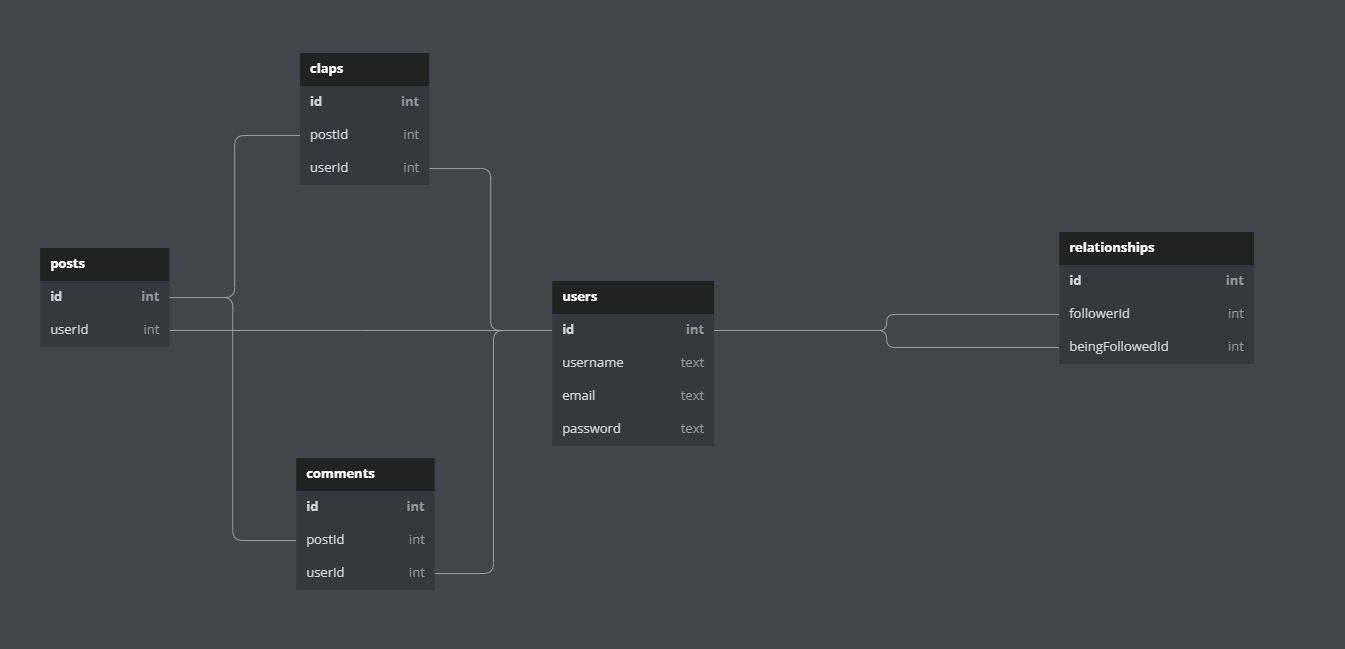 claps
id int
postId int
userId int
posts
id int
userId int
users
id int
username text
email text
password text
relationships
id int
followerId int
beingFollowedId int
comments
id int
postId int
userId int